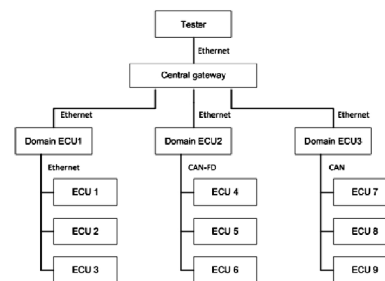 Tester
Ethernet
Central gateway
Ethernet Ethernet Ethernet
Domain ECU1 Domain ECU2 Domain ECU3
Ethernet CAN-FD CAN
ECU 1 ECU 4 ECU 7
ECU 2 ECU 5 ECU 8
ECU 3 ECU 6 ECU 9